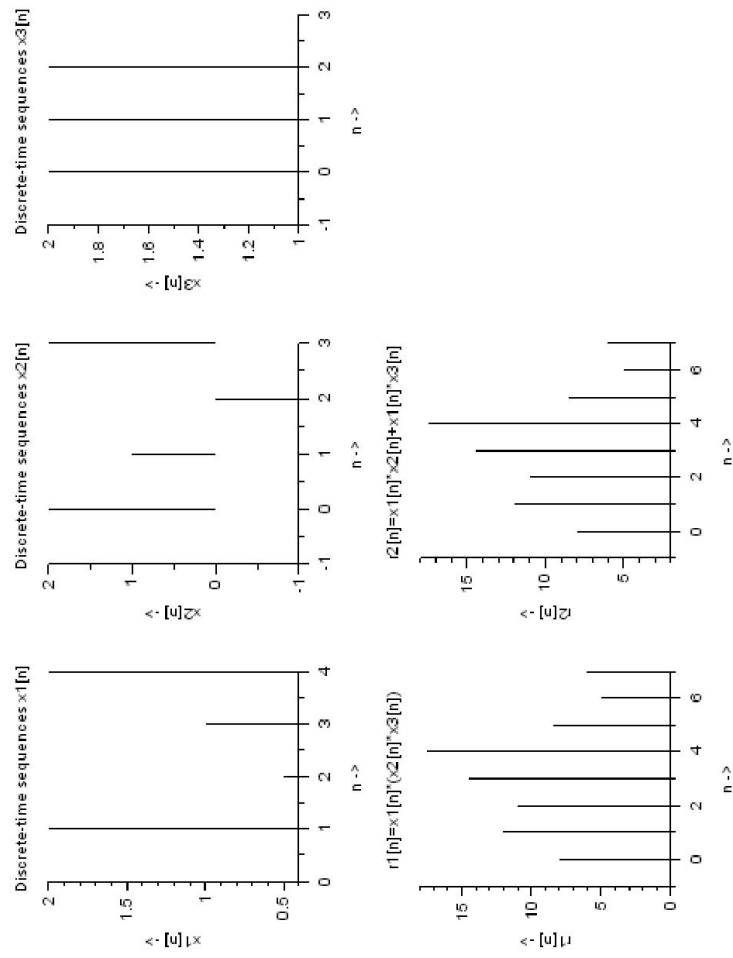 Discrete-time sequences x1[n]
x1[n] ->
2
1.5
1
0.5
0 1 2 3 4
n ->
Discrete-time sequences x2[n]
x2[n] ->
2
1
0
-1
-1 0 1 2 3
n ->
Discrete-time sequences x3[n]
x3[n] ->
2
1.8
1.6
1.4
1.2
1
-1 0 1 2 3
n ->
r1[n]=x1[n]*(x2[n]*x3[n])
r1[n] ->
15
10
5
0
0 2 4 6
n ->
r2[n]=x1[n]*x2[n]+x1[n]*x3[n]
r2[n] ->
15
10
5
0 2 4 6
n ->